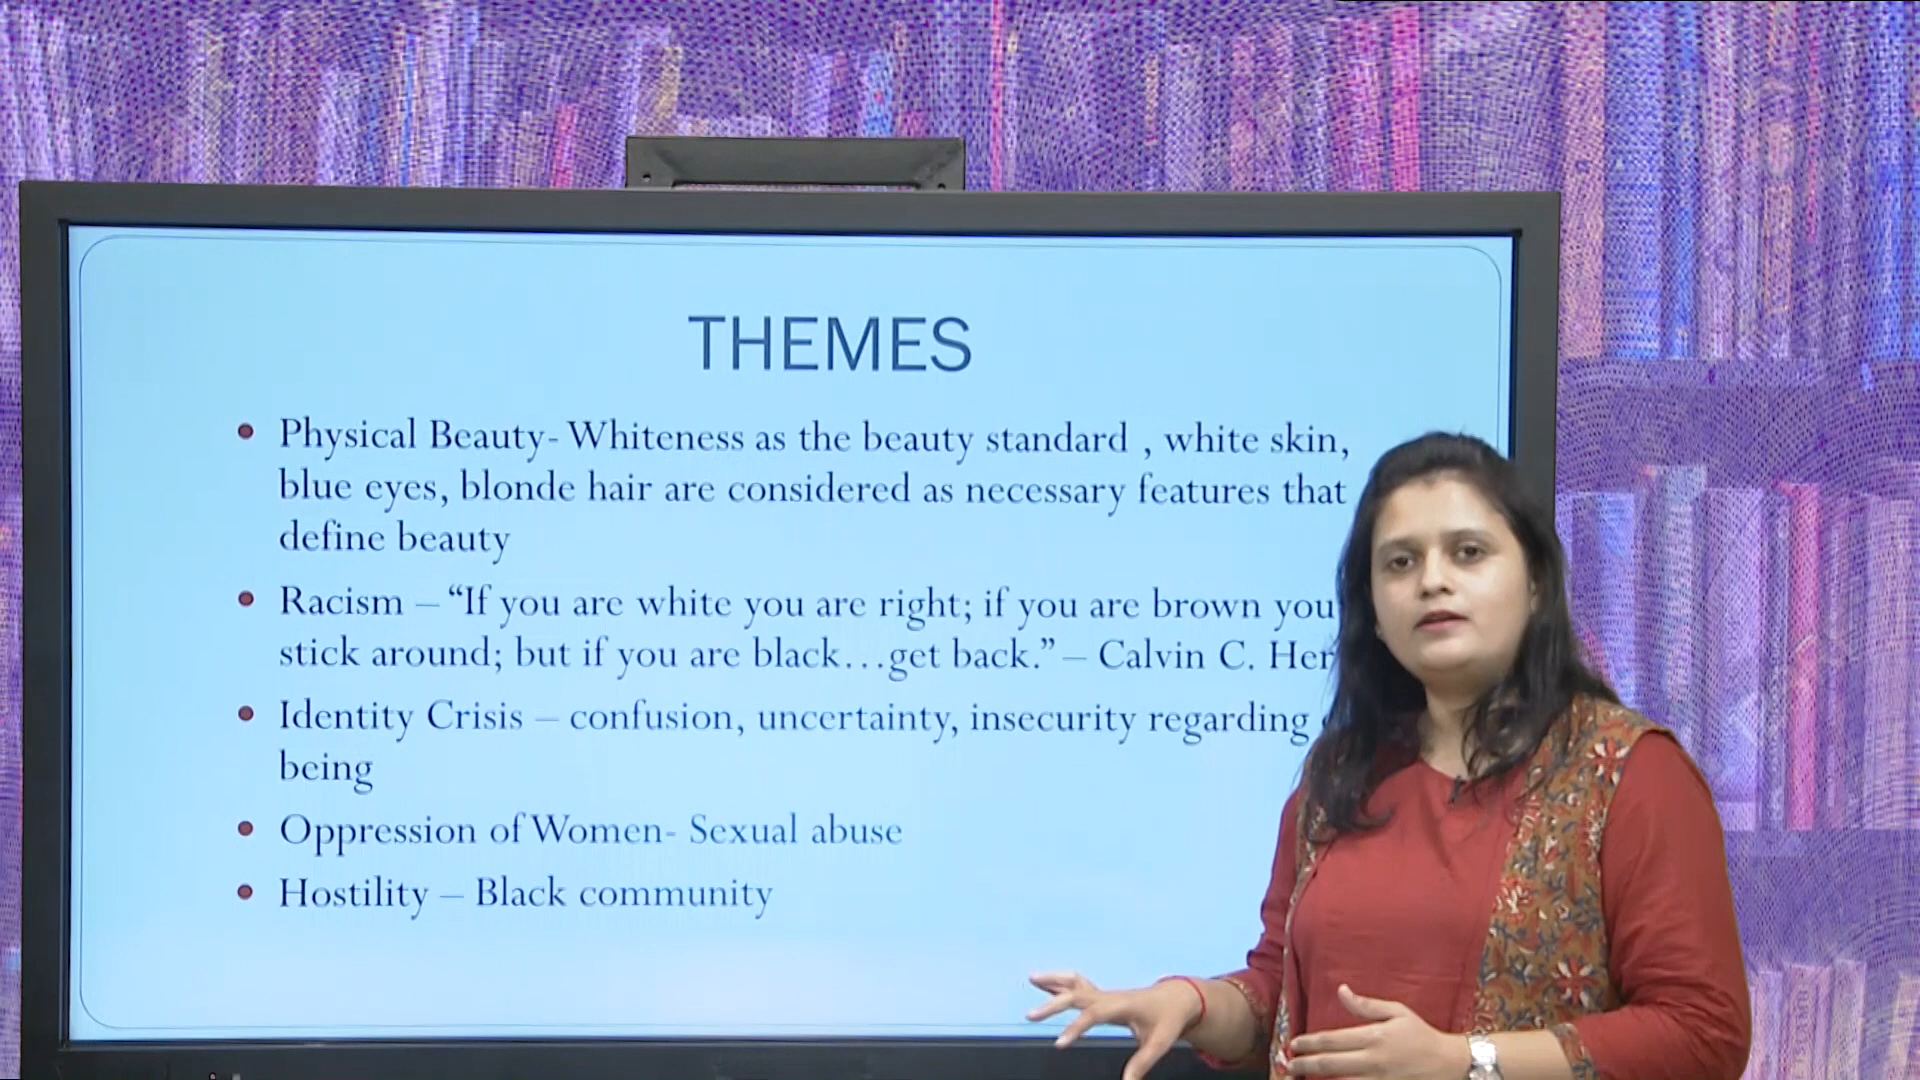 THEMES
• Physical Beauty- Whiteness as the beauty standard , white skin,
blue eyes, blonde hair are considered as necessary features that
define beauty
• Racism – “If you are white you are right; if you are brown you
stick around; but if you are black…get back.” – Calvin C.
• Identity Crisis – confusion, uncertainty, insecurity regarding
being
• Oppression of Women- Sexual abuse
• Hostility – Black community